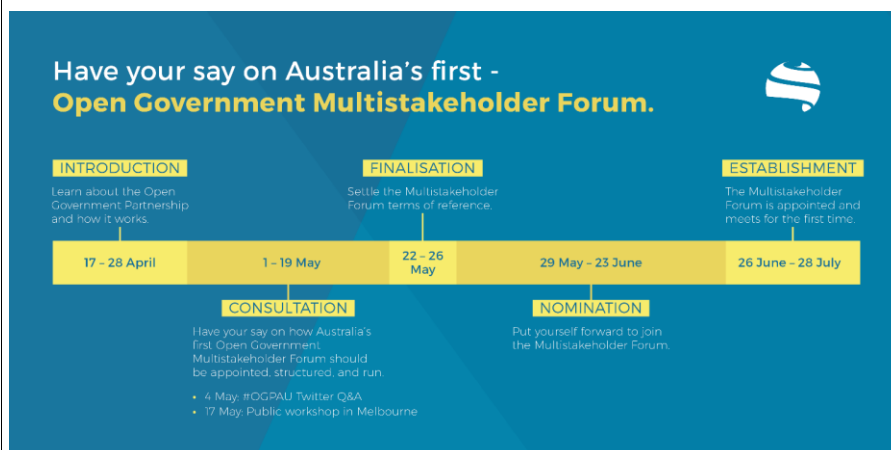 Have your say on Australia's first -
Open Government Multistakeholder Forum.
INTRODUCTION
Learn about the Open
Government Partnership
and how it works.
FINALISATION
Settle the Multistakeholder
Forum terms of reference.
ESTABLISHMENT
The Multistakeholder
Forum is appointed and
meets for the first time.
17 – 28 April
1 – 19 May
22 – 26
May
29 May – 23 June
26 June – 28 July
CONSULTATION
Have your say on how Australia's
first Open Government
Multistakeholder Forum should
be appointed, structured, and run.
• 4 May: #OGPAU Twitter Q&A
• 17 May: Public workshop in Melbourne
NOMINATION
Put yourself forward to join
the Multistakeholder Forum.